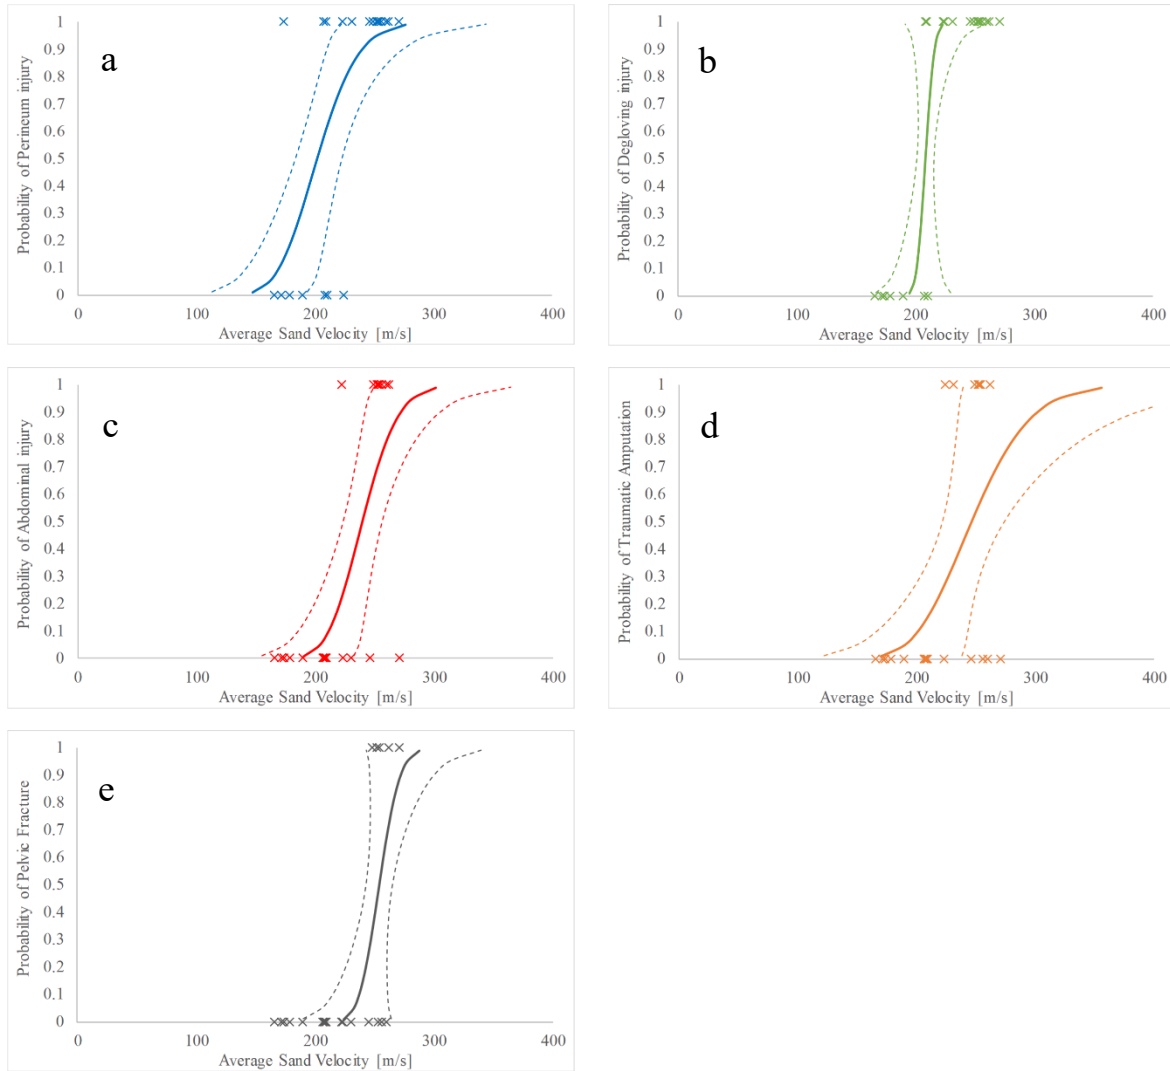 a
Probability of Perineum injury
1
0.9
0.8
0.7
0.6
0.5
0.4
0.3
0.2
0.1
0
0 100 200 300 400
Average Sand Velocity [m/s]
b
Probability of Degloving injury
1
0.9
0.8
0.7
0.6
0.5
0.4
0.3
0.2
0.1
0
0 100 200 300 400
Average Sand Velocity [m/s]
c
Probability of Abdominal injury
1
0.9
0.8
0.7
0.6
0.5
0.4
0.3
0.2
0.1
0
0 100 200 300 400
Average Sand Velocity [m/s]
d
Probability of Traumatic Amputation
1
0.9
0.8
0.7
0.6
0.5
0.4
0.3
0.2
0.1
0
0 100 200 300 400
Average Sand Velocity [m/s]
e
Probability of Pelvic Fracture
1
0.9
0.8
0.7
0.6
0.5
0.4
0.3
0.2
0.1
0
0 100 200 300 400
Average Sand Velocity [m/s]